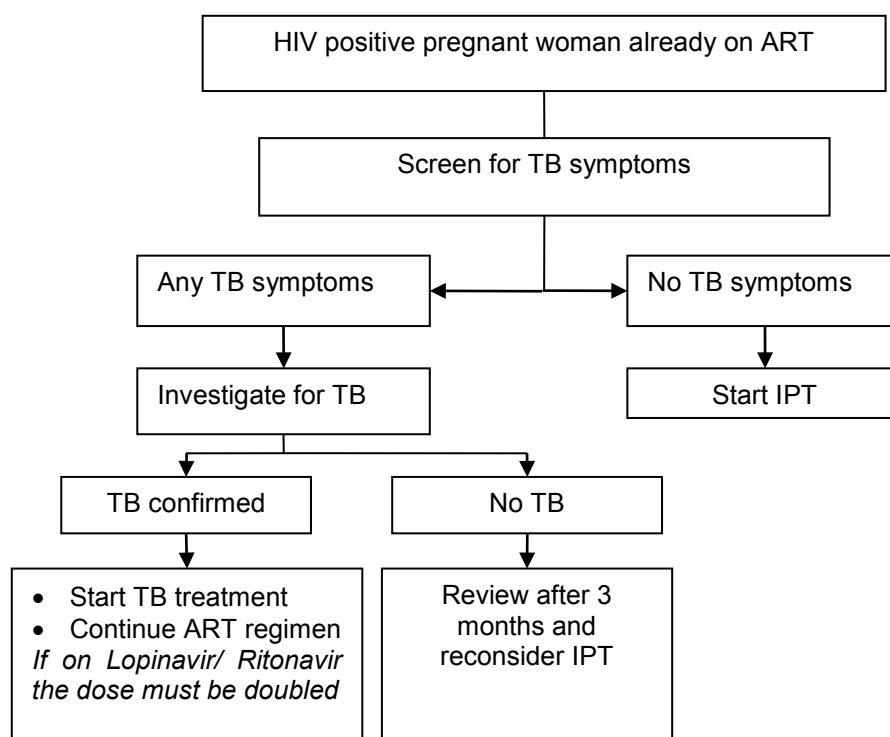 HIV positive pregnant woman already on ART
Screen for TB symptoms
Any TB symptoms
No TB symptoms
Investigate for TB
Start IPT
TB confirmed
No TB
• Start TB treatment
• Continue ART regimen
If on Lopinavir/ Ritonavir
the dose must be doubled
Review after 3
months and
reconsider IPT